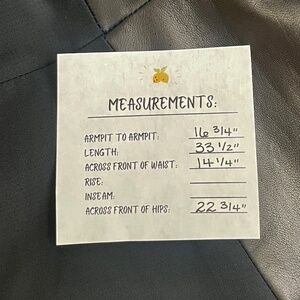 MEASUREMENTS:
ARMPIT TO ARMPIT: 16 3/4"
LENGTH: 33 1/2"
ACROSS FRONT OF WAIST: 14 1/4"
RISE:
INSEAM:
ACROSS FRONT OF HIPS: 22 3/4"